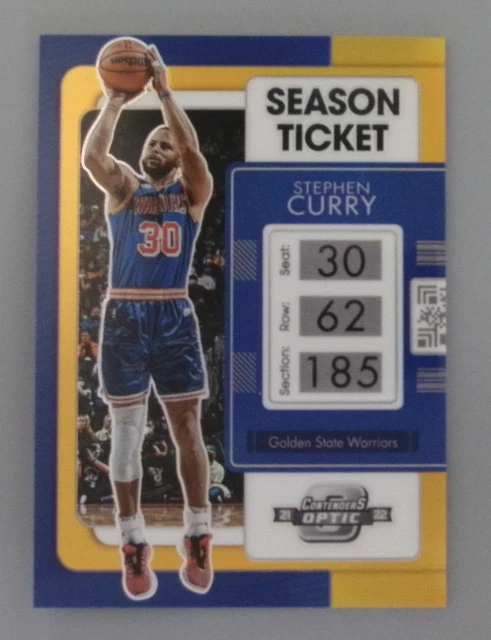 SEASON
TICKET
STEPHEN
CURRY
Seat: 30
Row: 62
Section: 185
Golden State Warriors
CONTENDERS
21 OPTIC 22
WARRIORS
30
Wilson